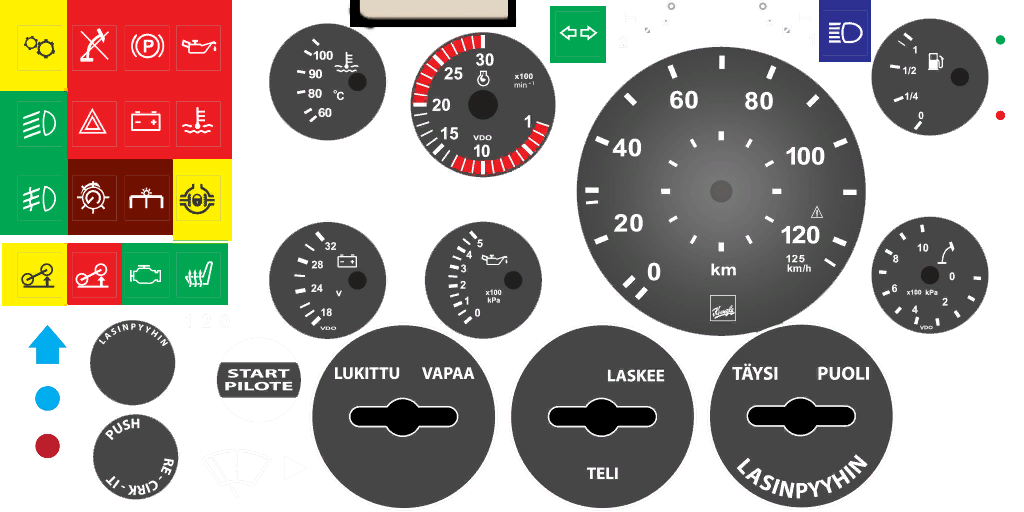 100
90
80
60
°C
30
25
20
15
10
1
x100
min⁻¹
VDO
0
20
40
60
80
100
120
125
km/h
km
1
1/2
1/4
0
P
32
28
24
18
V
VDO
5
4
3
2
1
0
x100
kPa
10
8
6
4
2
0
x100 kPa
VDO
LASINPYYHIN
PUSH
RE-CIRK-IT
START
PILOTE
LUKITTU VAPAA
LASKEE
TELI
TÄYSI PUOLI
LASINPYYHIN